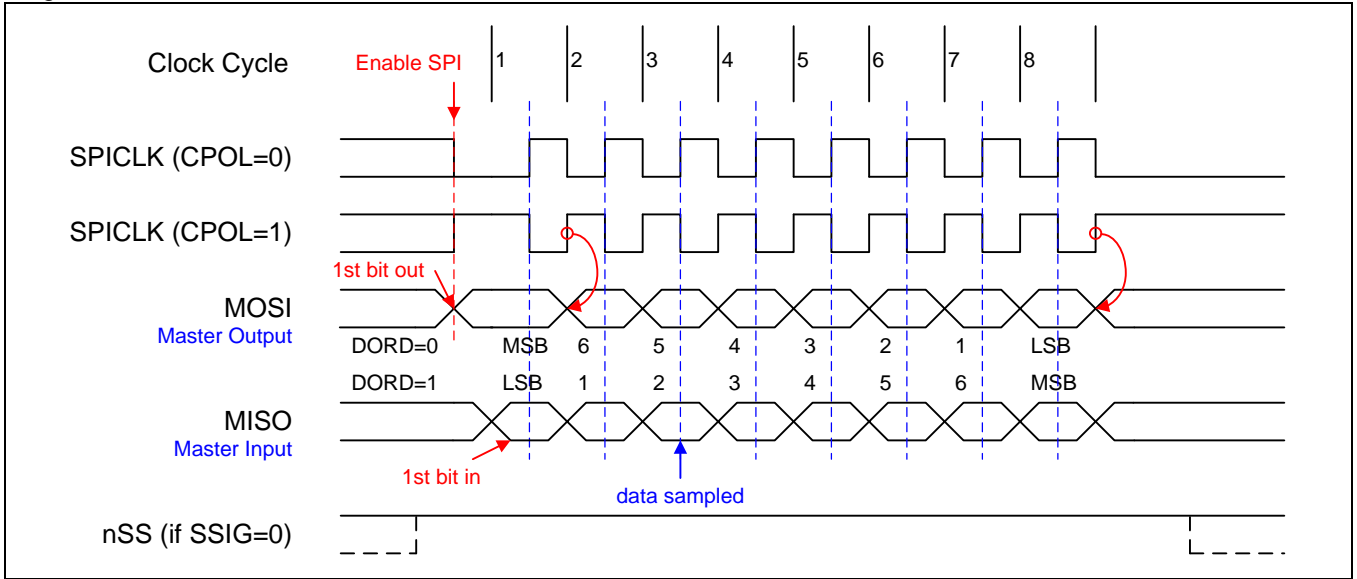 Clock Cycle Enable SPI 1 2 3 4 5 6 7 8
SPICLK (CPOL=0)
SPICLK (CPOL=1)
1st bit out
MOSI
Master Output
DORD=0 MSB 6 5 4 3 2 1 LSB
DORD=1 LSB 1 2 3 4 5 6 MSB
MISO
Master Input
1st bit in
data sampled
nSS (if SSIG=0)